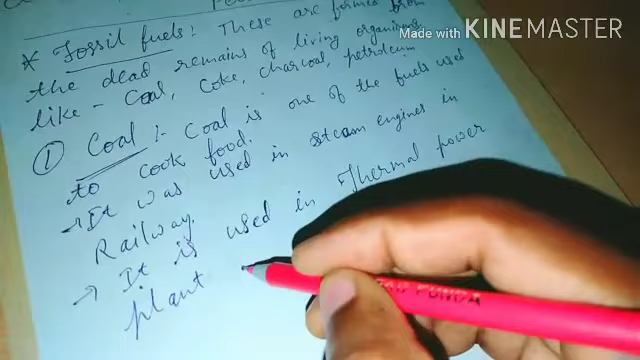 Made with KINEMASTER
* Fossil fuels: These are formed from
the dead remains of living organisms
like - Coal, Coke, charcoal, petroleum
① Coal :- Coal is one of the fuels used
to cook food.
→ It was used in steam engines in
Railway.
→ It is used in Thermal power
plant